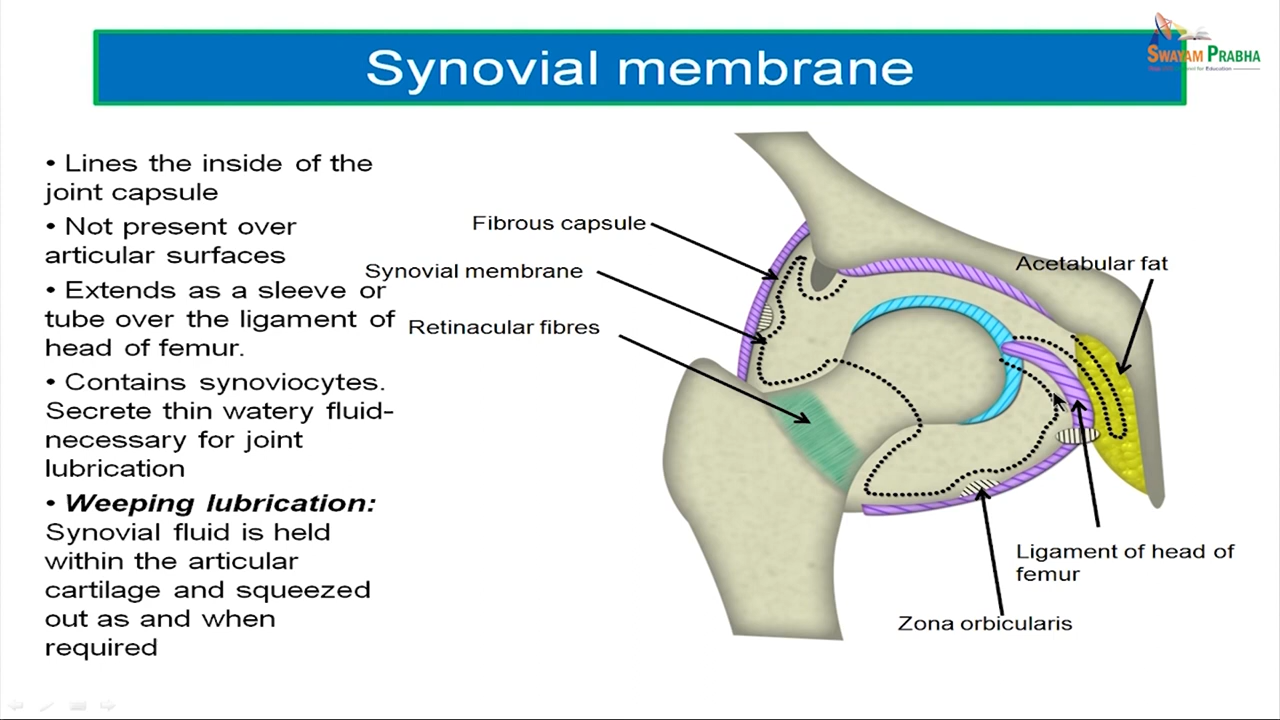 Synovial membrane
SWAYAM PRABHA
• Lines the inside of the
joint capsule
• Not present over
articular surfaces
• Extends as a sleeve or
tube over the ligament of
head of femur.
• Contains synoviocytes.
Secrete thin watery fluid-
necessary for joint
lubrication
• Weeping lubrication:
Synovial fluid is held
within the articular
cartilage and squeezed
out as and when
required
Fibrous capsule
Synovial membrane
Retinacular fibres
Acetabular fat
Ligament of head of
femur
Zona orbicularis